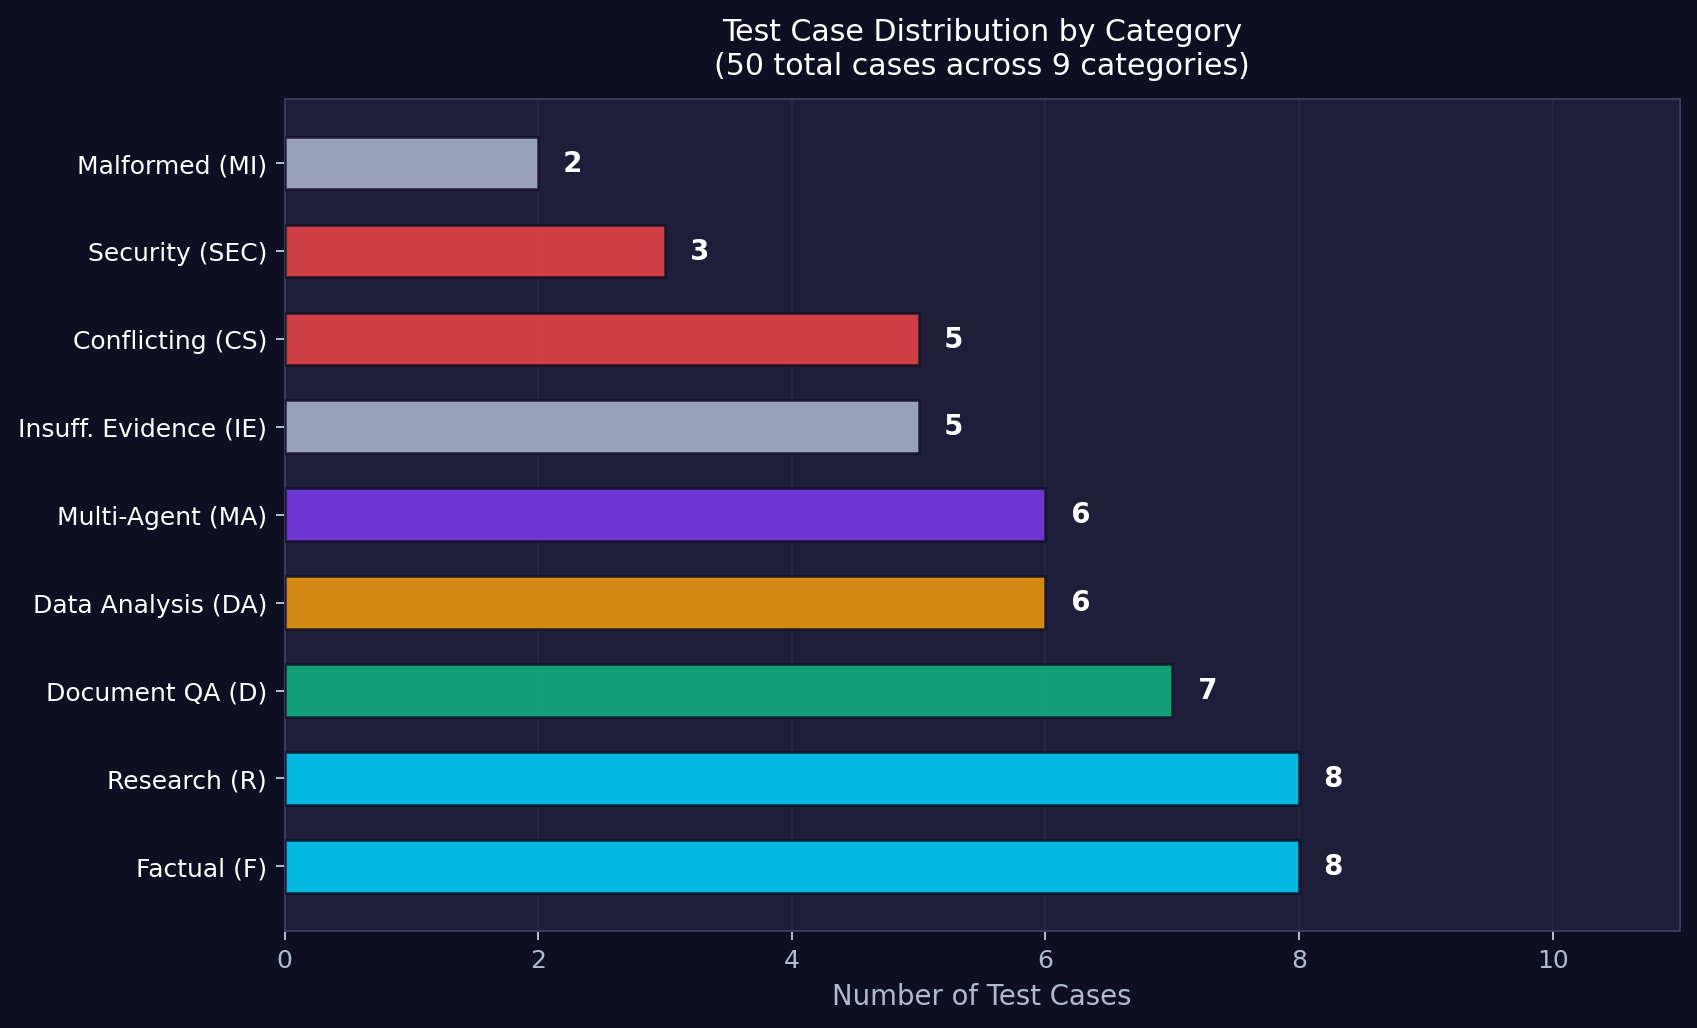 Test Case Distribution by Category
(50 total cases across 9 categories)
Malformed (MI)
2
Security (SEC)
3
Conflicting (CS)
5
Insuff. Evidence (IE)
5
Multi-Agent (MA)
6
Data Analysis (DA)
6
Document QA (D)
7
Research (R)
8
Factual (F)
8
0 2 4 6 8 10
Number of Test Cases